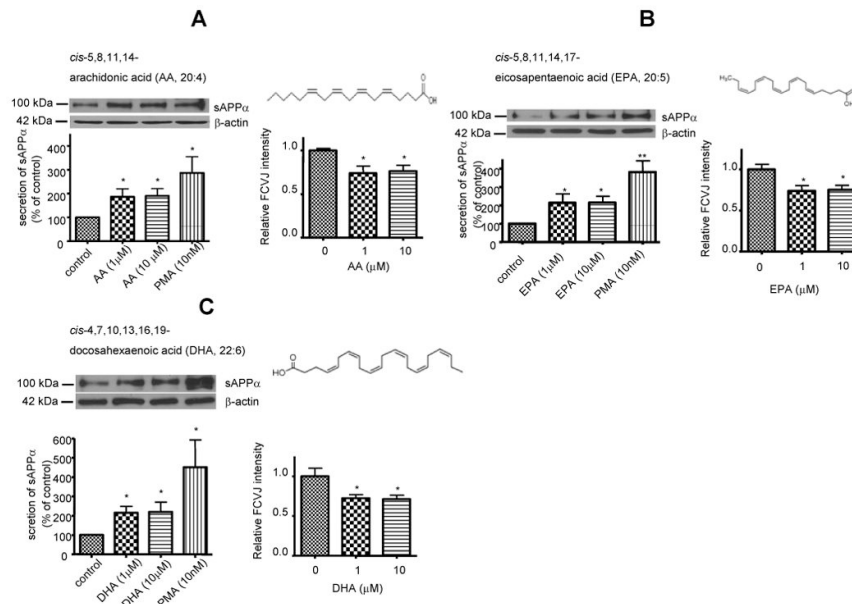 A
cis-5,8,11,14-
arachidonic acid (AA, 20:4)
100 kDa
sAPPα
42 kDa
β-actin
O
OH
secretion of sAPPα
(% of control)
400
300
200
100
0
*
*
*
control
AA (1μM)
AA (10 μM)
PMA (10nM)
Relative FCVJ intensity
1.0
0.5
0.0
*
*
0
1
10
AA (μM)
B
cis-5,8,11,14,17-
eicosapentaenoic acid (EPA, 20:5)
100 kDa
sAPPα
42 kDa
β-actin
H₃C
secretion of sAPPα
(% of control)
400
300
200
100
0
*
*
**
control
EPA (1μM)
EPA (10μM)
PMA (10nM)
Relative FCVJ intensity
1.0
0.5
0.0
*
*
0
1
10
EPA (μM)
C
cis-4,7,10,13,16,19-
docosahexaenoic acid (DHA, 22:6)
100 kDa
sAPPα
42 kDa
β-actin
O
HO
scretion of sAPPα
(% of control)
600
400
300
200
100
0
*
*
*
control
DHA (1μM)
DHA (10μM)
PMA (10nM)
Relative FCVJ intensity
1.0
0.5
0.0
*
*
0
1
10
DHA (μM)